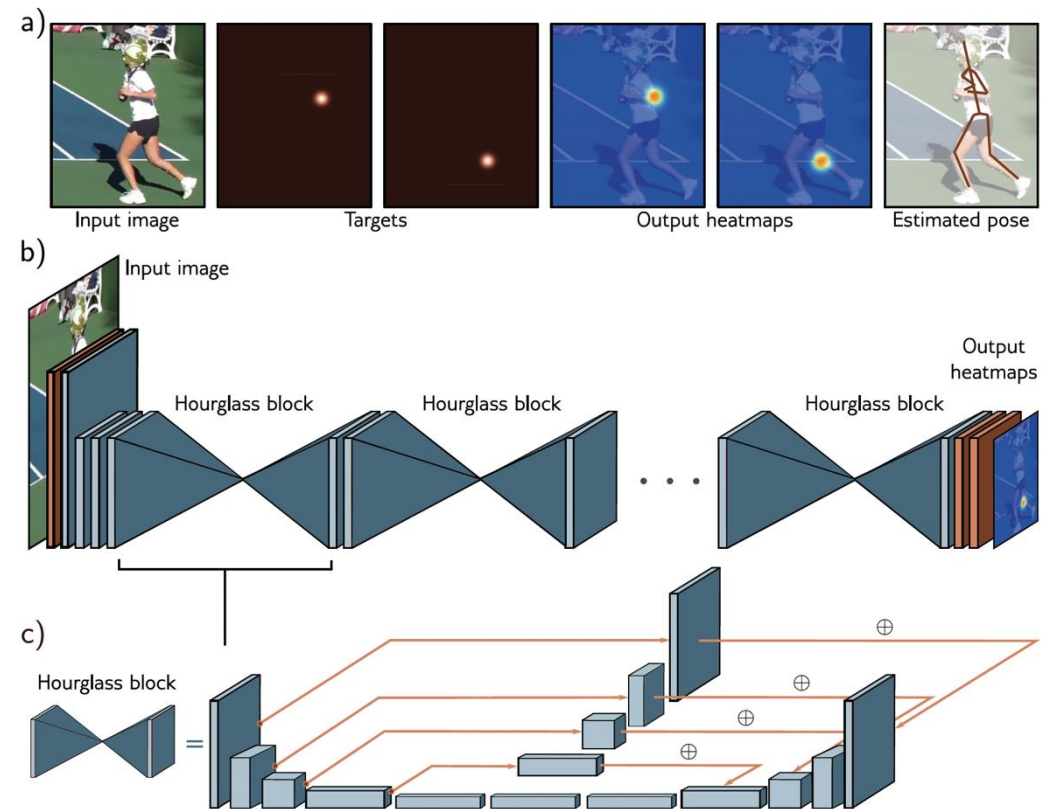 a)
Input image
Targets
Output heatmaps
Estimated pose
b)
Input image
Hourglass block
Hourglass block
Hourglass block
Output
heatmaps
c)
Hourglass block
=